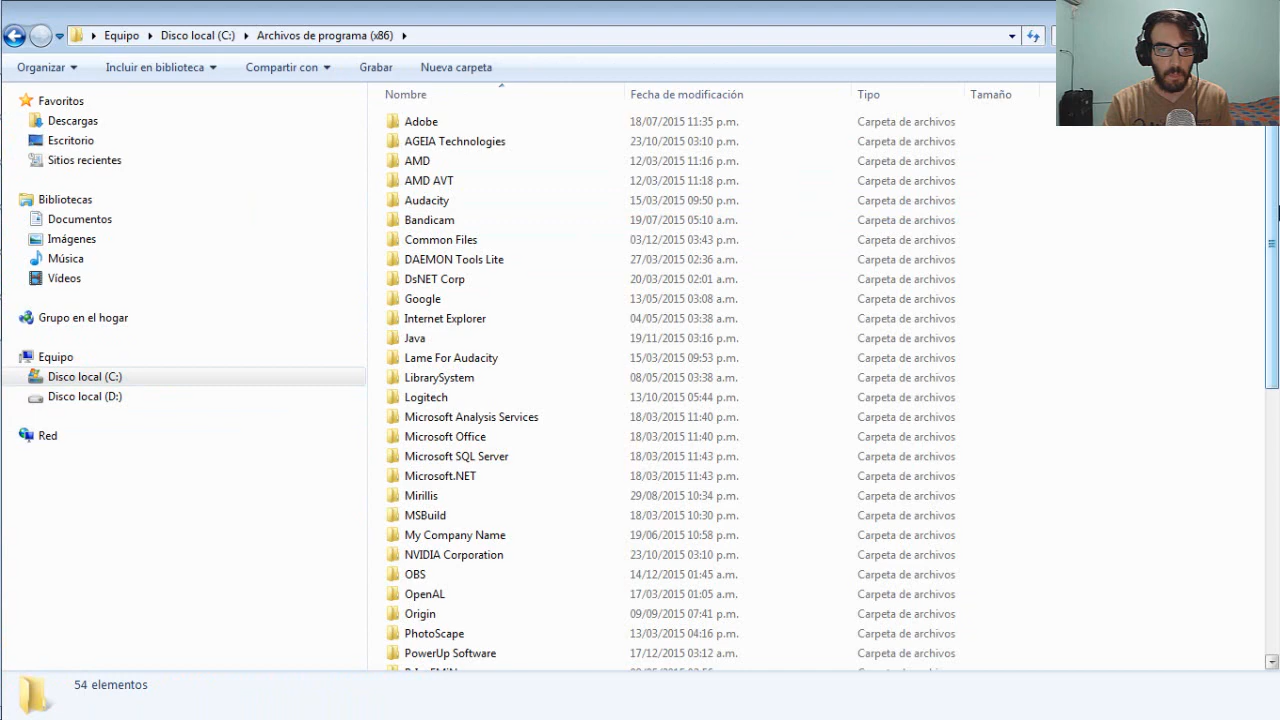 Equipo Disco local (C:) Archivos de programa (x86)
Organizar Incluir en biblioteca Compartir con Grabar Nueva carpeta
Favoritos
Descargas
Escritorio
Sitios recientes
Bibliotecas
Documentos
Imágenes
Música
Vídeos
Grupo en el hogar
Equipo
Disco local (C:)
Disco local (D:)
Red
Nombre Fecha de modificación Tipo Tamaño
Adobe 18/07/2015 11:35 p.m. Carpeta de archivos
AGEIA Technologies 23/10/2015 03:10 p.m. Carpeta de archivos
AMD 12/03/2015 11:16 p.m. Carpeta de archivos
AMD AVT 12/03/2015 11:18 p.m. Carpeta de archivos
Audacity 15/03/2015 09:50 p.m. Carpeta de archivos
Bandicam 19/07/2015 05:10 p.m. Carpeta de archivos
Common Files 03/12/2015 03:43 p.m. Carpeta de archivos
DAEMON Tools Lite 27/03/2015 02:36 a.m. Carpeta de archivos
DsNET Corp 20/03/2015 02:01 a.m. Carpeta de archivos
Google 13/05/2015 03:08 a.m. Carpeta de archivos
Internet Explorer 04/05/2015 03:38 a.m. Carpeta de archivos
Java 19/11/2015 03:16 p.m. Carpeta de archivos
Lame For Audacity 15/03/2015 09:53 p.m. Carpeta de archivos
LibrarySystem 08/05/2015 03:38 a.m. Carpeta de archivos
Logitech 13/10/2015 05:44 p.m. Carpeta de archivos
Microsoft Analysis Services 18/03/2015 11:40 p.m. Carpeta de archivos
Microsoft Office 18/03/2015 11:40 p.m. Carpeta de archivos
Microsoft SQL Server 18/03/2015 11:43 p.m. Carpeta de archivos
Microsoft.NET 18/03/2015 11:43 p.m. Carpeta de archivos
Mirillis 29/08/2015 10:34 p.m. Carpeta de archivos
MSBuild 18/03/2015 10:30 p.m. Carpeta de archivos
My Company Name 19/06/2015 10:58 p.m. Carpeta de archivos
NVIDIA Corporation 23/10/2015 03:10 p.m. Carpeta de archivos
OBS 14/12/2015 01:45 a.m. Carpeta de archivos
OpenAL 17/03/2015 01:05 a.m. Carpeta de archivos
Origin 09/09/2015 07:41 p.m. Carpeta de archivos
PhotoScape 13/03/2015 04:16 p.m. Carpeta de archivos
PowerUp Software 17/12/2015 03:12 a.m. Carpeta de archivos
54 elementos